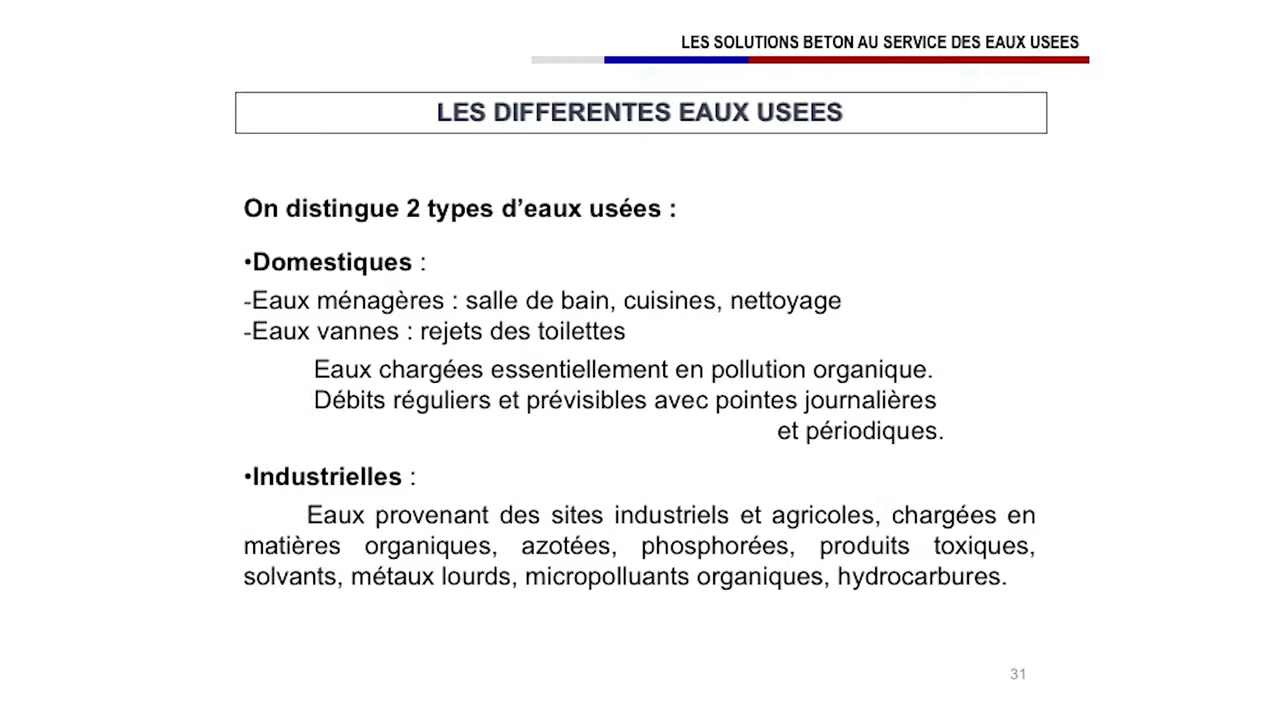 LES SOLUTIONS BETON AU SERVICE DES EAUX USEES
LES DIFFERENTES EAUX USEES
On distingue 2 types d’eaux usées :
•Domestiques :
-Eaux ménagères : salle de bain, cuisines, nettoyage
-Eaux vannes : rejets des toilettes
Eaux chargées essentiellement en pollution organique.
Débits réguliers et prévisibles avec pointes journalières
et périodiques.
•Industrielles :
Eaux provenant des sites industriels et agricoles, chargées en
matières organiques, azotées, phosphorées, produits toxiques,
solvants, métaux lourds, micropolluants organiques, hydrocarbures.
31